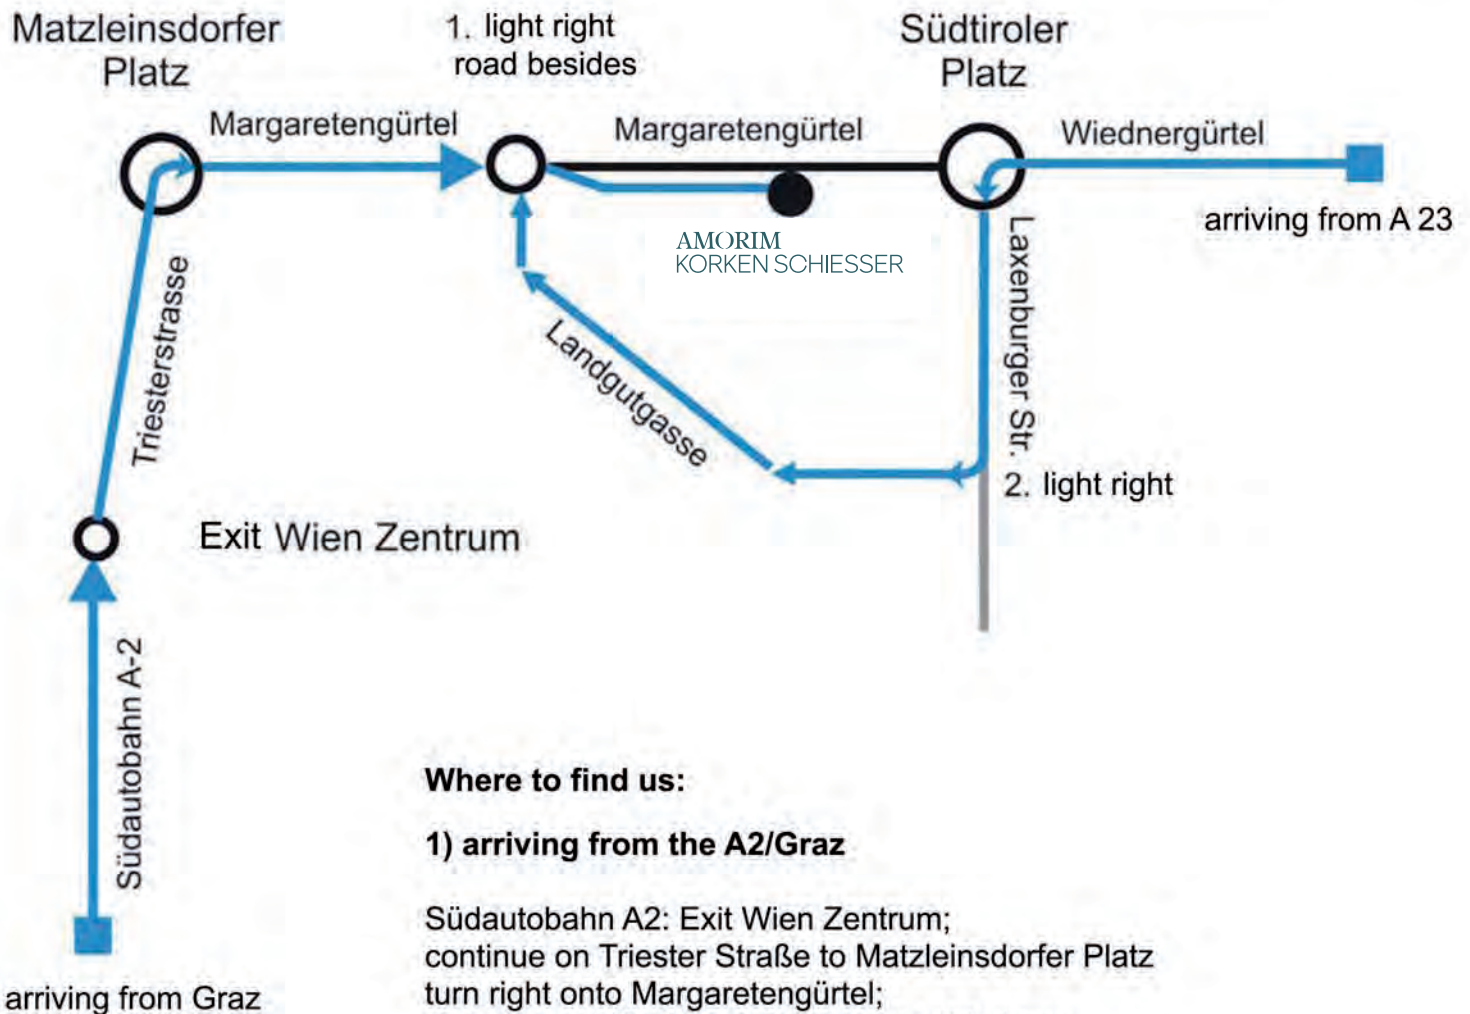 Matzleinsdorfer
Platz
1. light right
road besides
Südtiroler
Platz
Margaretengürtel
Margaretengürtel
Wiednergürtel
arriving from A 23
AMORIM
KORKEN SCHIESSER
Triesterstrasse
Landgutgasse
Laxenburger Str.
2. light right
Exit Wien Zentrum
Südautobahn A-2
arriving from Graz
Where to find us:
1) arriving from the A2/Graz
Südautobahn A2: Exit Wien Zentrum;
continue on Triester Straße to Matzleinsdorfer Platz
turn right onto Margaretengürtel;